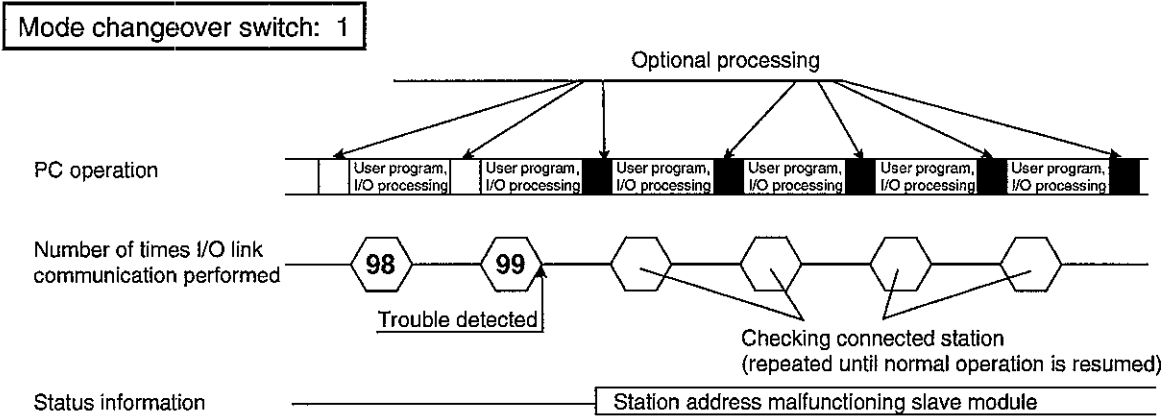 Mode changeover switch: 1
Optional processing
PC operation
User program, I/O processing
User program, I/O processing
User program, I/O processing
User program, I/O processing
User program, I/O processing
User program, I/O processing
Number of times I/O link
communication performed
98
99
Trouble detected
Checking connected station
(repeated until normal operation is resumed)
Status information
Station address malfunctioning slave module